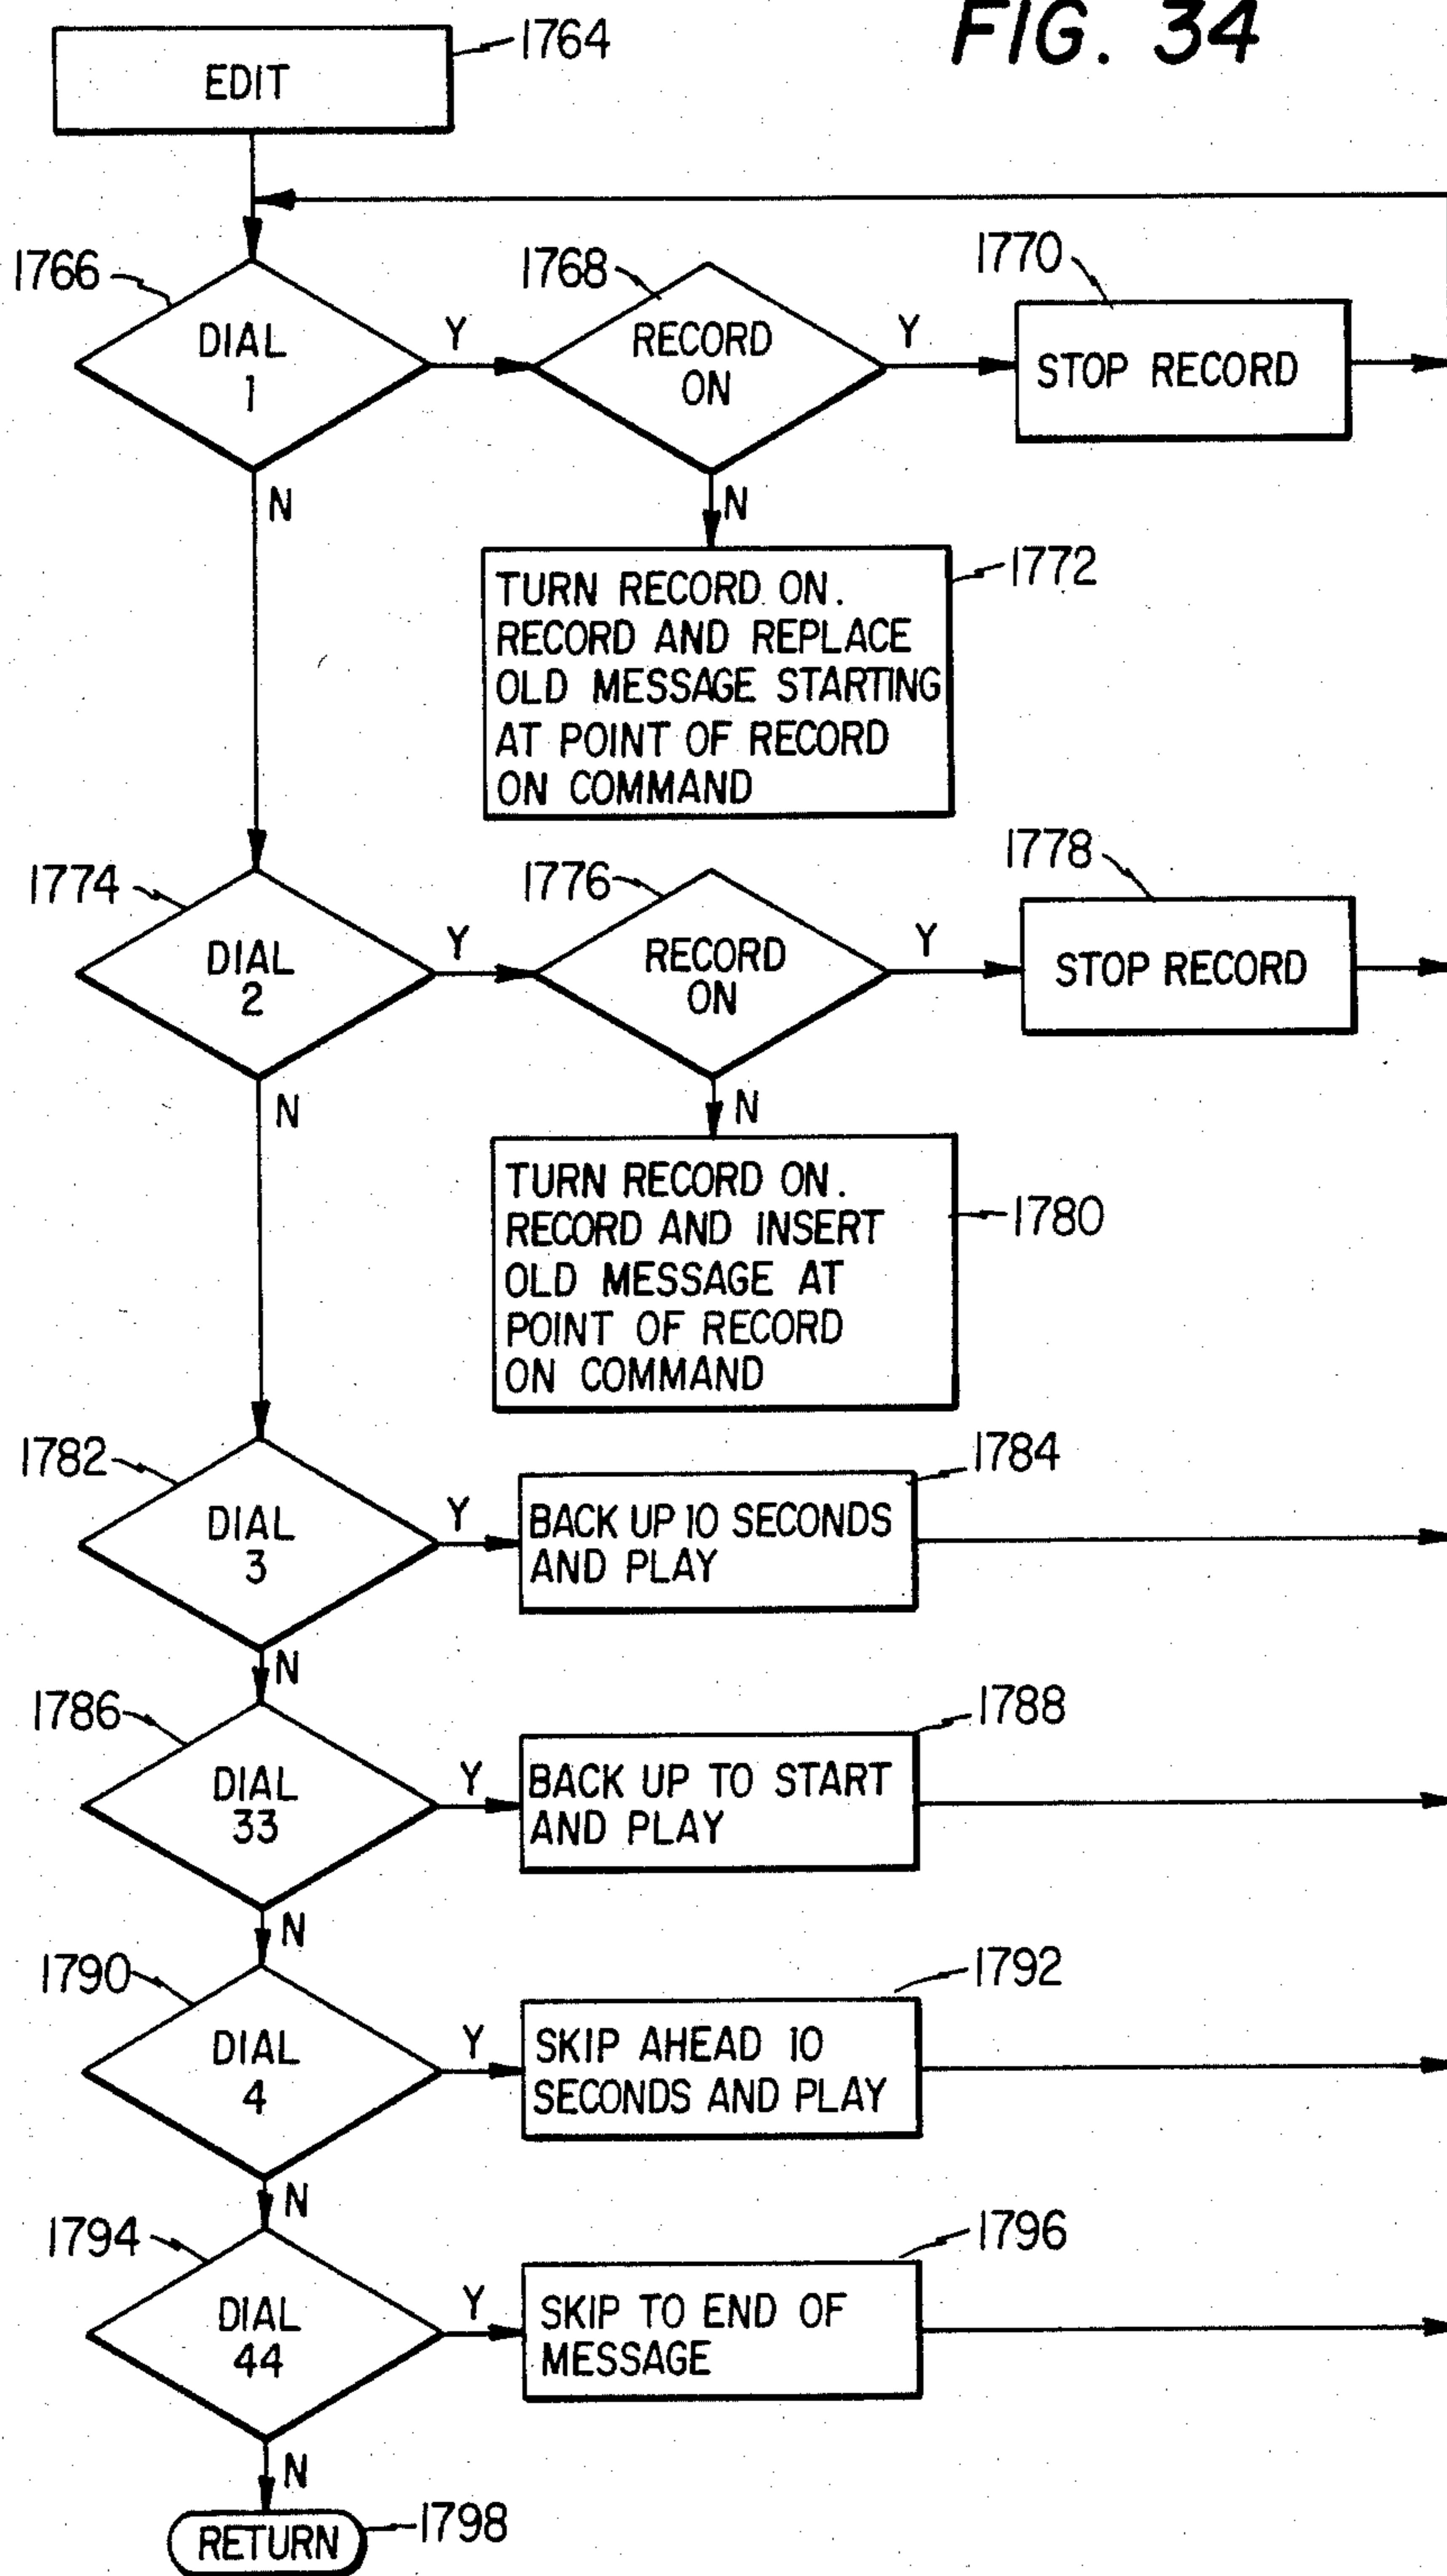 FIG. 34
1764
EDIT
1766
DIAL
1
Y
N
1768
RECORD
ON
Y
N
1770
STOP RECORD
1772
TURN RECORD ON.
RECORD AND REPLACE
OLD MESSAGE STARTING
AT POINT OF RECORD
ON COMMAND
1774
DIAL
2
Y
N
1776
RECORD
ON
Y
N
1778
STOP RECORD
1780
TURN RECORD ON.
RECORD AND INSERT
OLD MESSAGE AT
POINT OF RECORD
ON COMMAND
1782
DIAL
3
Y
N
1784
BACK UP 10 SECONDS
AND PLAY
1786
DIAL
33
Y
N
1788
BACK UP TO START
AND PLAY
1790
DIAL
4
Y
N
1792
SKIP AHEAD 10
SECONDS AND PLAY
1794
DIAL
44
Y
N
1796
SKIP TO END OF
MESSAGE
RETURN
1798